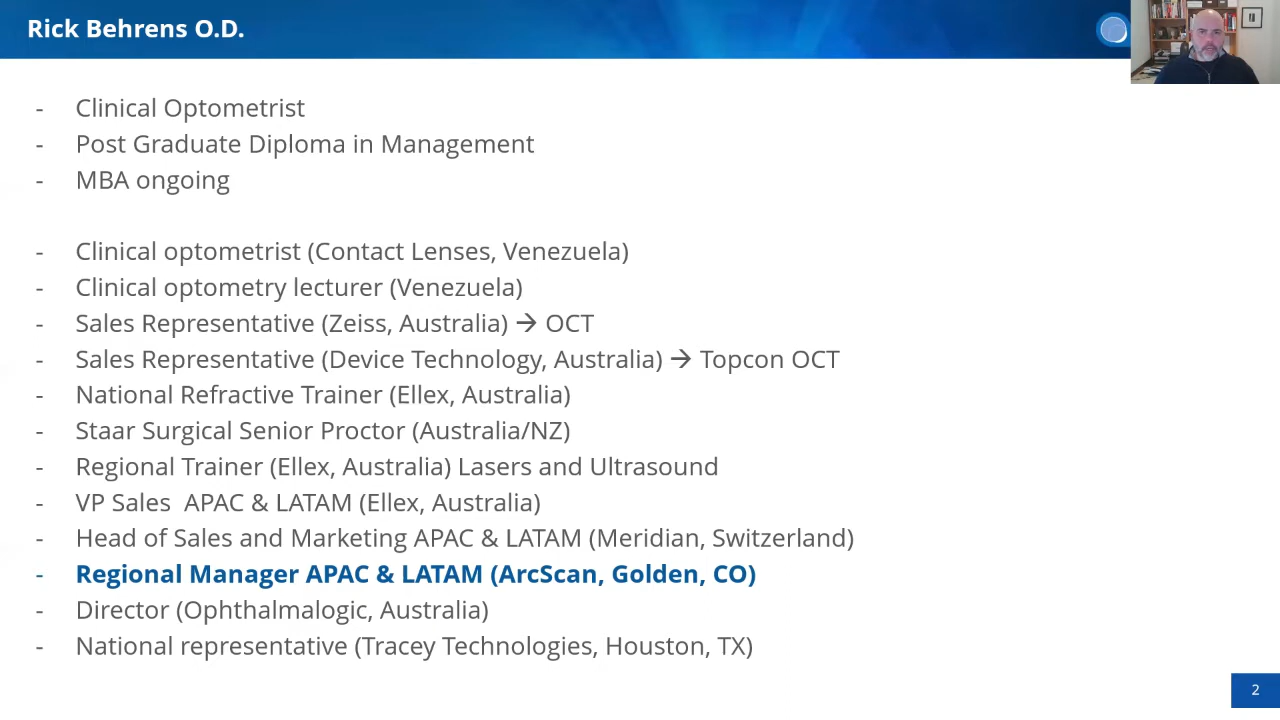 Rick Behrens O.D.
- Clinical Optometrist
- Post Graduate Diploma in Management
- MBA ongoing
- Clinical optometrist (Contact Lenses, Venezuela)
- Clinical optometry lecturer (Venezuela)
- Sales Representative (Zeiss, Australia) → OCT
- Sales Representative (Device Technology, Australia) → Topcon OCT
- National Refractive Trainer (Ellex, Australia)
- Staar Surgical Senior Proctor (Australia/NZ)
- Regional Trainer (Ellex, Australia) Lasers and Ultrasound
- VP Sales  APAC & LATAM (Ellex, Australia)
- Head of Sales and Marketing APAC & LATAM (Meridian, Switzerland)
- Regional Manager APAC & LATAM (ArcScan, Golden, CO)
- Director (Ophthalmalogic, Australia)
- National representative (Tracey Technologies, Houston, TX)
2